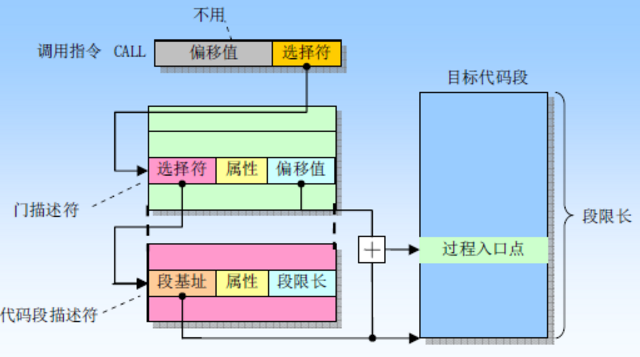 不用
调用指令 CALL 偏移值 选择符
目标代码段
选择符 属性 偏移值
门描述符
段限长
+
过程入口点
段基址 属性 段限长
代码段描述符